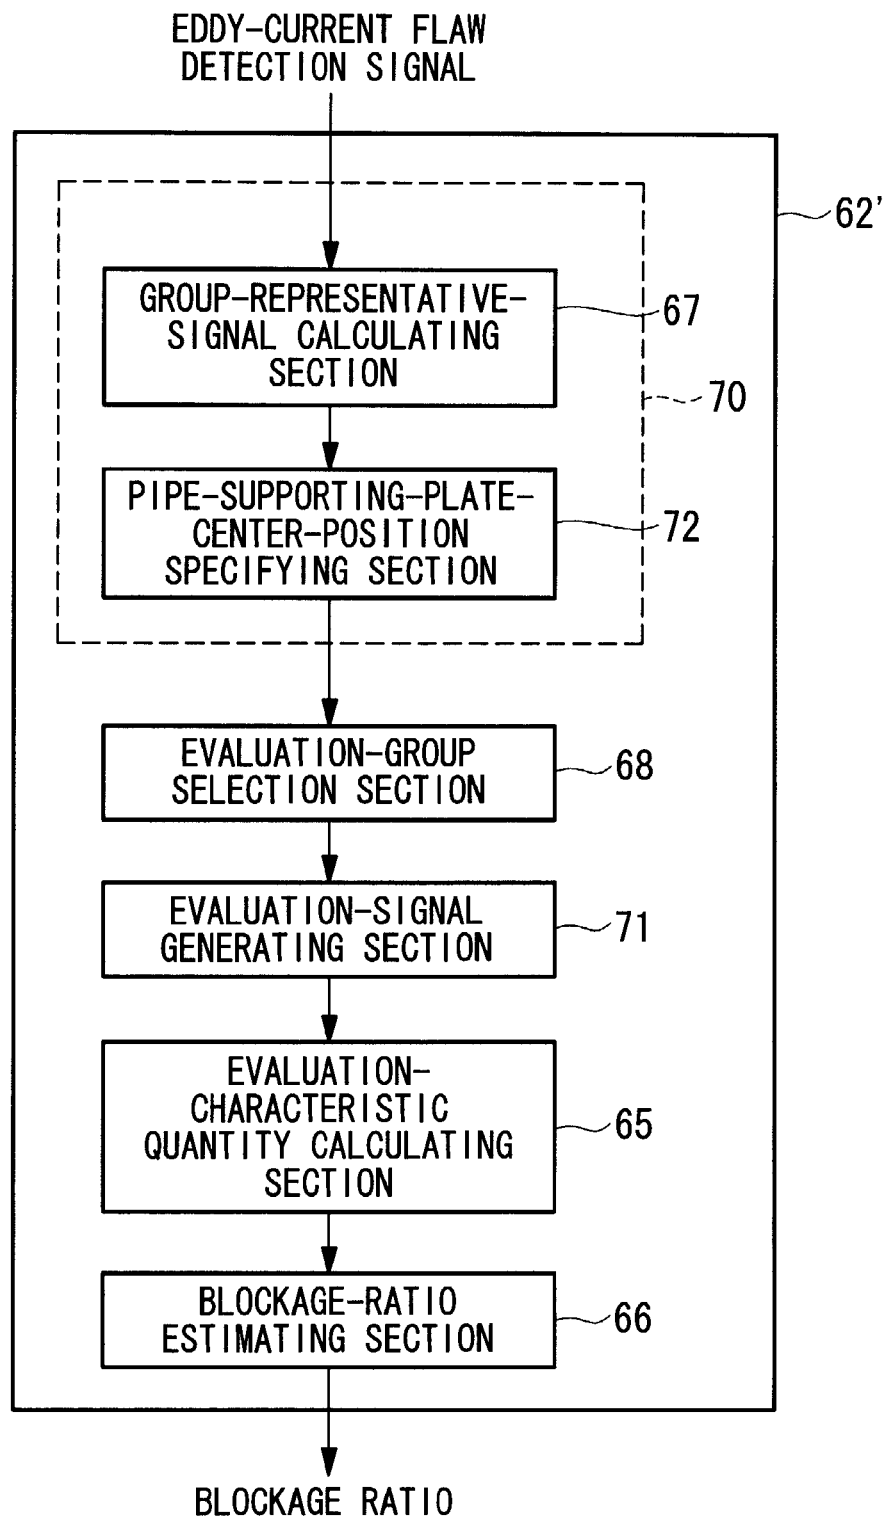 EDDY-CURRENT FLAW
DETECTION SIGNAL
62'
GROUP-REPRESENTATIVE-
SIGNAL CALCULATING
SECTION
67
70
PIPE-SUPPORTING-PLATE-
CENTER-POSITION
SPECIFYING SECTION
72
EVALUATION-GROUP
SELECTION SECTION
68
EVALUATION-SIGNAL
GENERATING SECTION
71
EVALUATION-
CHARACTERISTIC
QUANTITY CALCULATING
SECTION
65
BLOCKAGE-RATIO
ESTIMATING SECTION
66
BLOCKAGE RATIO